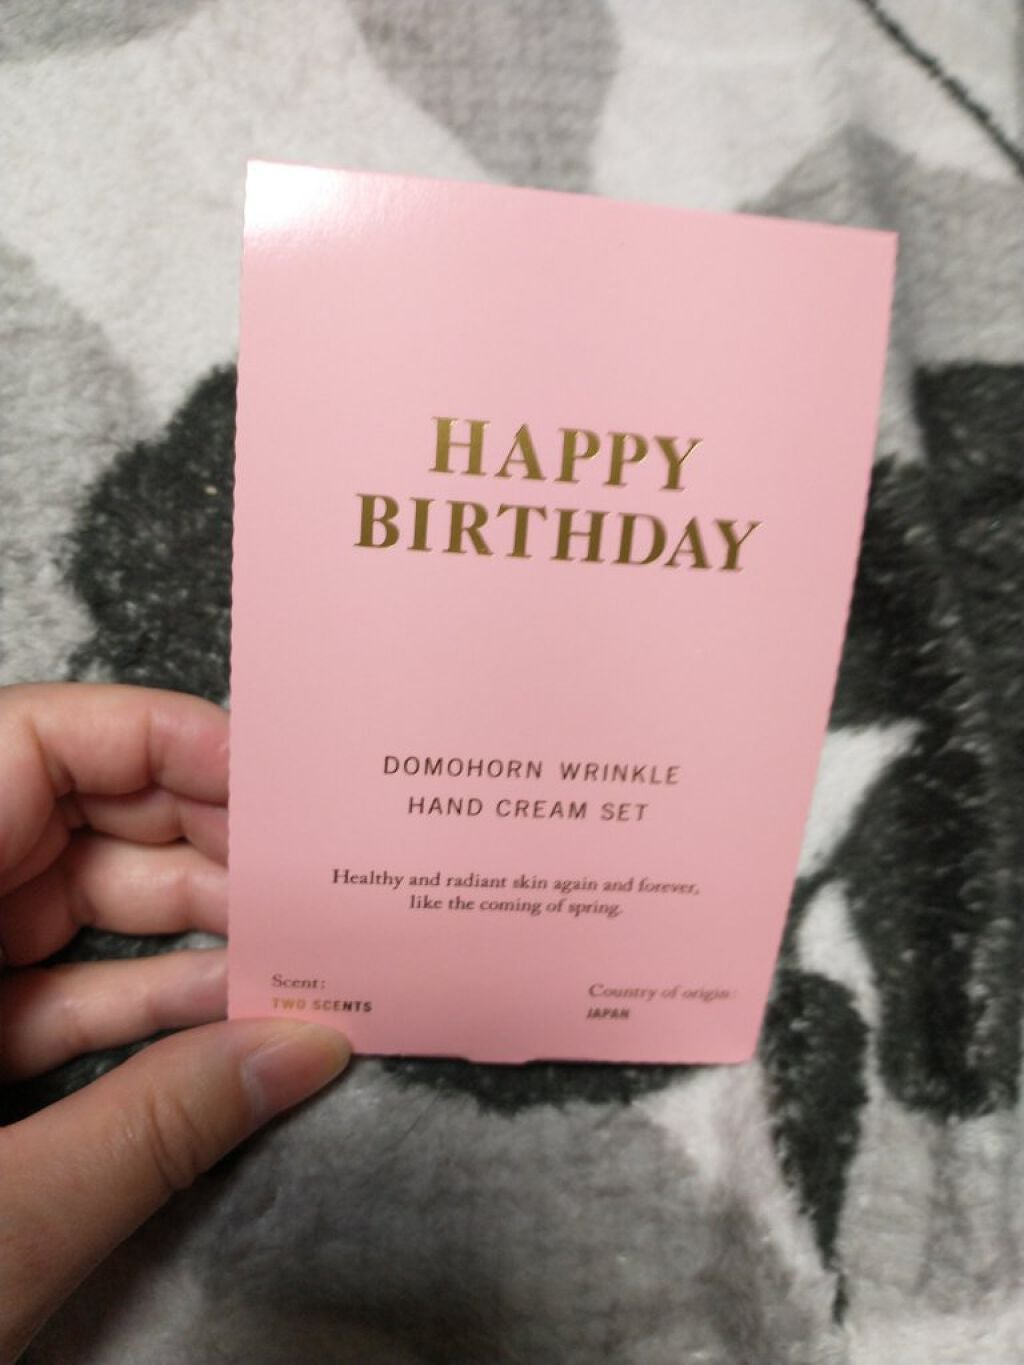 HAPPY
BIRTHDAY
DOMOHORN WRINKLE
HAND CREAM SET
Healthy and radiant skin again and forever,
like the coming of spring.
Scent:
TWO SCENTS
Country of origin:
JAPAN